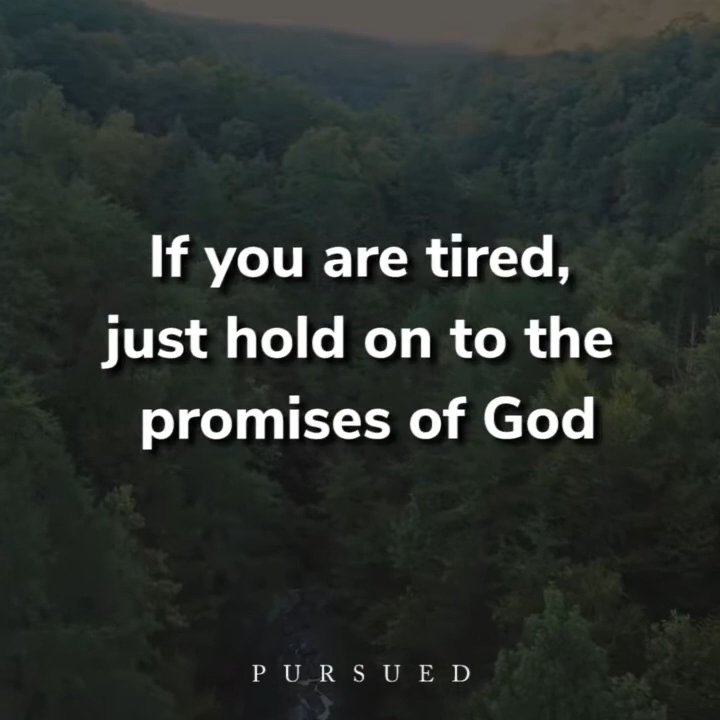 If you are tired,
just hold on to the
promises of God
PURSUED